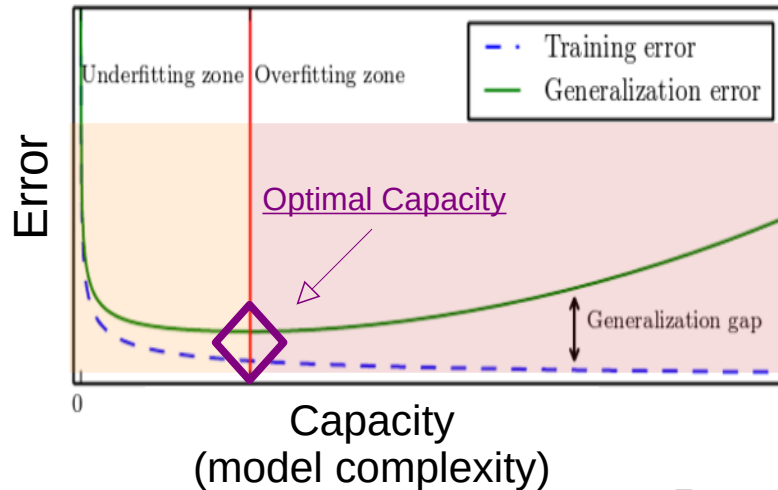 Training error
Generalization error
Underfitting zone
Overfitting zone
Error
Optimal Capacity
Generalization gap
0
Capacity
(model complexity)